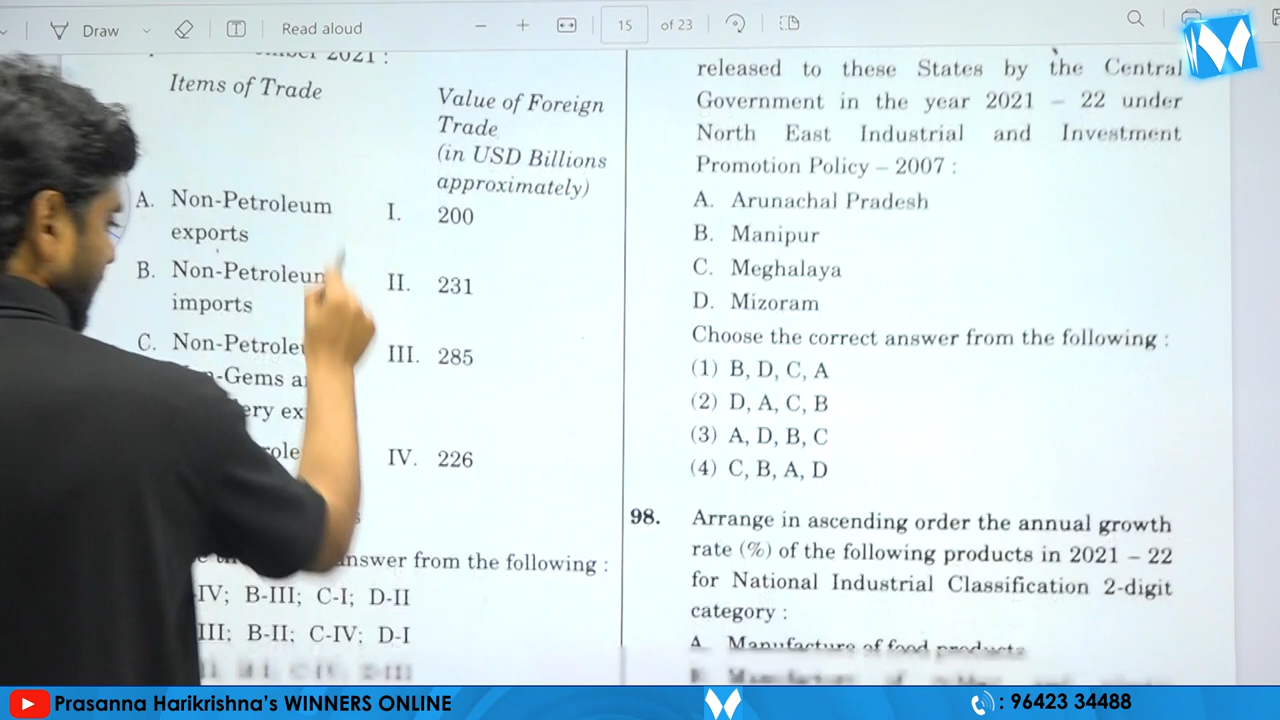 Draw
Read aloud
15
of 23
2021 :
Items of Trade
Value of Foreign
Trade
(in USD Billions
approximately)
A. Non-Petroleum
exports
I. 200
B. Non-Petroleum
imports
II. 231
C.
III. 285
IV. 226
answer from the following :
IV; B-III; C-I; D-II
III; B-II; C-IV; D-I
released to these States by the Central
Government in the year 2021 – 22 under
North East Industrial and Investment
Promotion Policy – 2007 :
A. Arunachal Pradesh
B. Manipur
C. Meghalaya
D. Mizoram
Choose the correct answer from the following :
(1) B, D, C, A
(2) D, A, C, B
(3) A, D, B, C
(4) C, B, A, D
98. Arrange in ascending order the annual growth
rate (%) of the following products in 2021 – 22
for National Industrial Classification 2-digit
category :
A. Manufacture of food products
Prasanna Harikrishna's WINNERS ONLINE
: 96423 34488